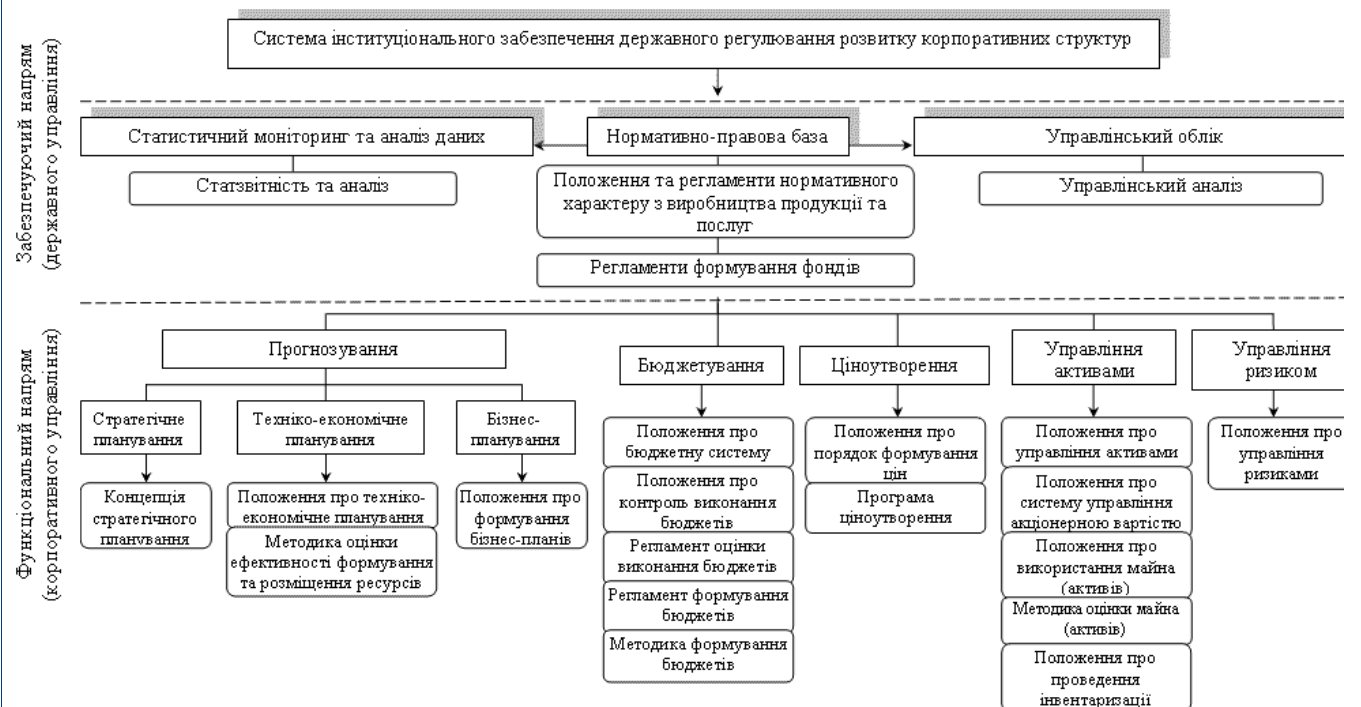 Система інституціонального забезпечення державного регулювання розвитку корпоративних структур
Забезпечуючий напрям
(державного управління)
Статистичний моніторинг та аналіз даних
Нормативно-правова база
Управлінський облік
Статзвітність та аналіз
Положення та регламенти нормативного
характеру з виробництва продукції та
послуг
Управлінський аналіз
Регламенти формування фондів
Функціональний напрям
(корпоративного управління)
Прогнозування
Стратегічне
планування
Концепція
стратегічного
планування
Техніко-економічне
планування
Положення про техніко-
економічне планування
Методика оцінки
ефективності формування
та розміщення ресурсів
Бізнес-
планування
Положення про
формування
бізнес-планів
Бюджетування
Положення про
бюджетну систему
Положення про
контроль виконання
бюджетів
Регламент оцінки
виконання бюджетів
Регламент формування
бюджетів
Методика формування
бюджетів
Ціноутворення
Положення про
порядок формування
цін
Програма
ціноутворення
Управління
активами
Положення про
управління активами
Положення про
систему управління
акціонерною вартістю
Положення про
використання майна
(активів)
Методика оцінки майна
(активів)
Положення про
проведення
інвентаризації
Управління
ризиком
Положення про
управління
ризиками